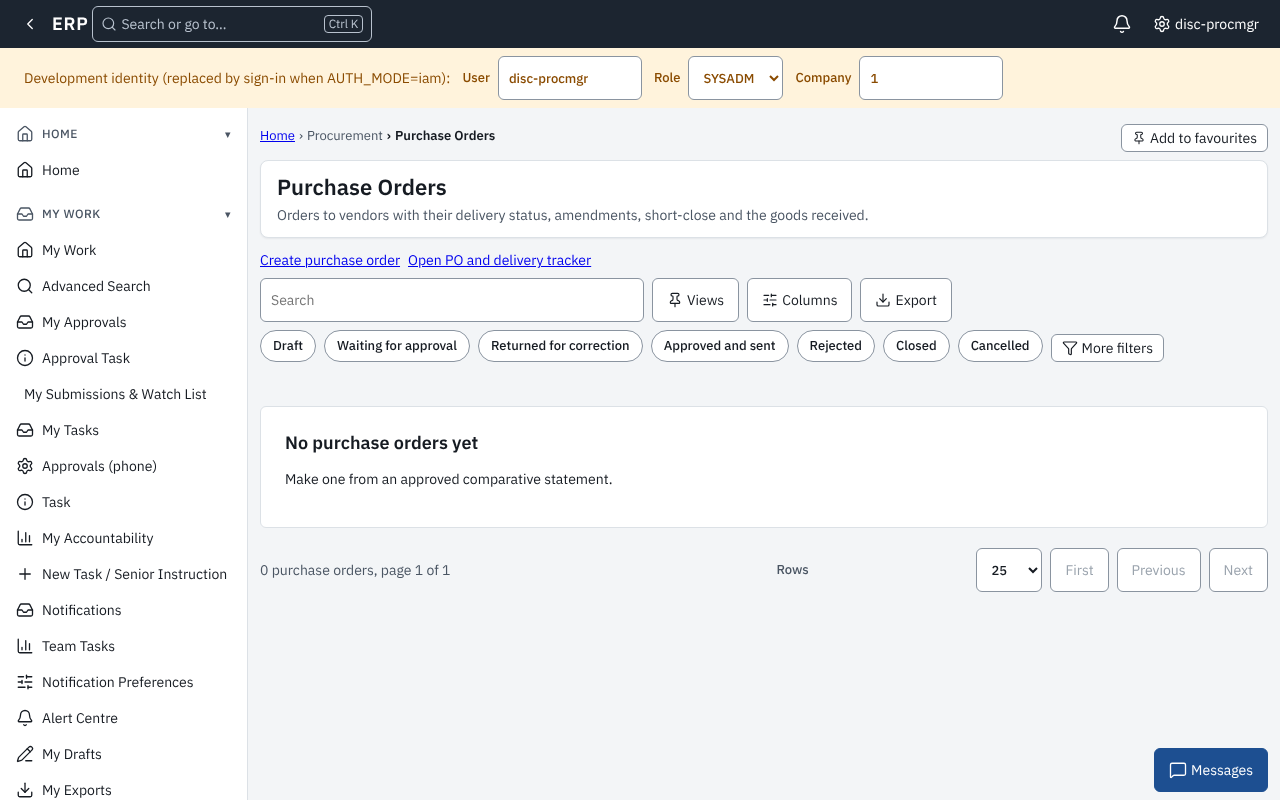 ERP
Search or go to...
Ctrl K
disc-procmgr
Development identity (replaced by sign-in when AUTH_MODE=iam):
User
disc-procmgr
Role
SYSADM
Company
1
HOME
Home
MY WORK
My Work
Advanced Search
My Approvals
Approval Task
My Submissions & Watch List
My Tasks
Approvals (phone)
Task
My Accountability
New Task / Senior Instruction
Notifications
Team Tasks
Notification Preferences
Alert Centre
My Drafts
My Exports
Home › Procurement › Purchase Orders
Add to favourites
Purchase Orders
Orders to vendors with their delivery status, amendments, short-close and the goods received.
Create purchase order
Open PO and delivery tracker
Search
Views
Columns
Export
Draft
Waiting for approval
Returned for correction
Approved and sent
Rejected
Closed
Cancelled
More filters
No purchase orders yet
Make one from an approved comparative statement.
0 purchase orders, page 1 of 1
Rows
25
First
Previous
Next
Messages